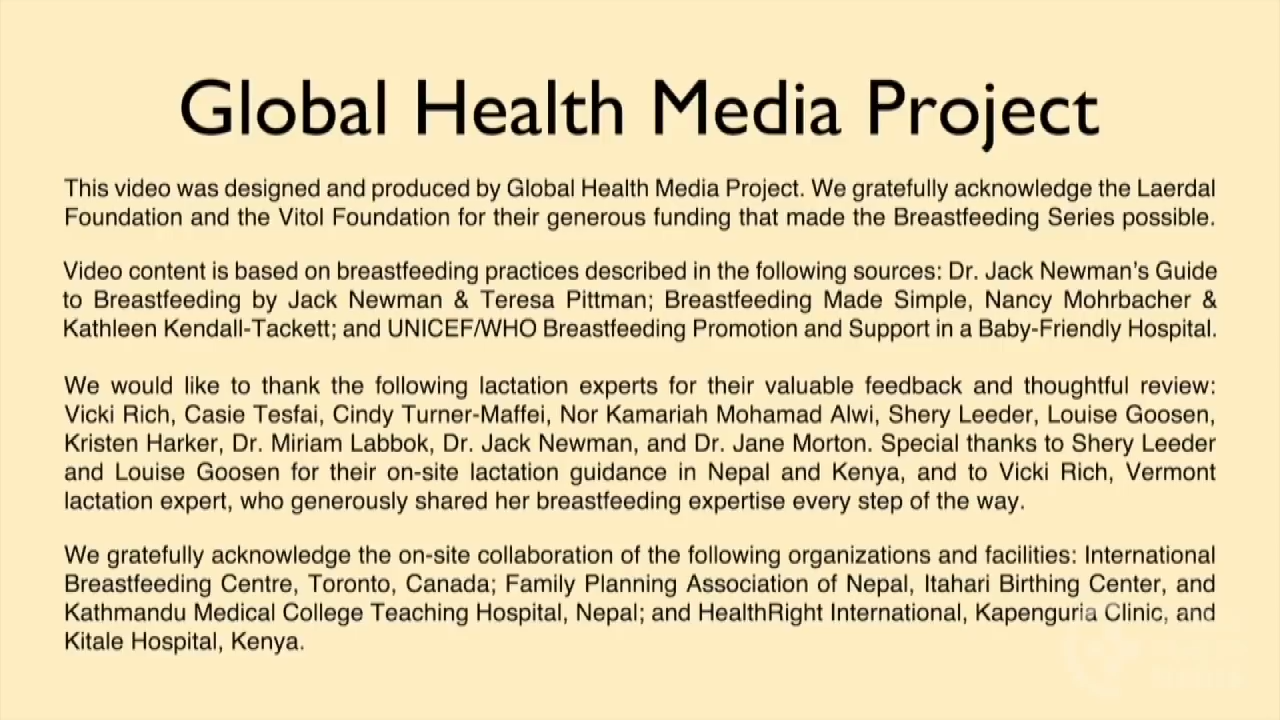 Global Health Media Project
This video was designed and produced by Global Health Media Project. We gratefully acknowledge the Laerdal
Foundation and the Vitol Foundation for their generous funding that made the Breastfeeding Series possible.
Video content is based on breastfeeding practices described in the following sources: Dr. Jack Newman's Guide
to Breastfeeding by Jack Newman & Teresa Pittman; Breastfeeding Made Simple, Nancy Mohrbacher &
Kathleen Kendall-Tackett; and UNICEF/WHO Breastfeeding Promotion and Support in a Baby-Friendly Hospital.
We would like to thank the following lactation experts for their valuable feedback and thoughtful review:
Vicki Rich, Casie Tesfai, Cindy Turner-Maffei, Nor Kamariah Mohamad Alwi, Shery Leeder, Louise Goosen,
Kristen Harker, Dr. Miriam Labbok, Dr. Jack Newman, and Dr. Jane Morton. Special thanks to Shery Leeder
and Louise Goosen for their on-site lactation guidance in Nepal and Kenya, and to Vicki Rich, Vermont
lactation expert, who generously shared her breastfeeding expertise every step of the way.
We gratefully acknowledge the on-site collaboration of the following organizations and facilities: International
Breastfeeding Centre, Toronto, Canada; Family Planning Association of Nepal, Itahari Birthing Center, and
Kathmandu Medical College Teaching Hospital, Nepal; and HealthRight International, Kapenguria Clinic, and
Kitale Hospital, Kenya.